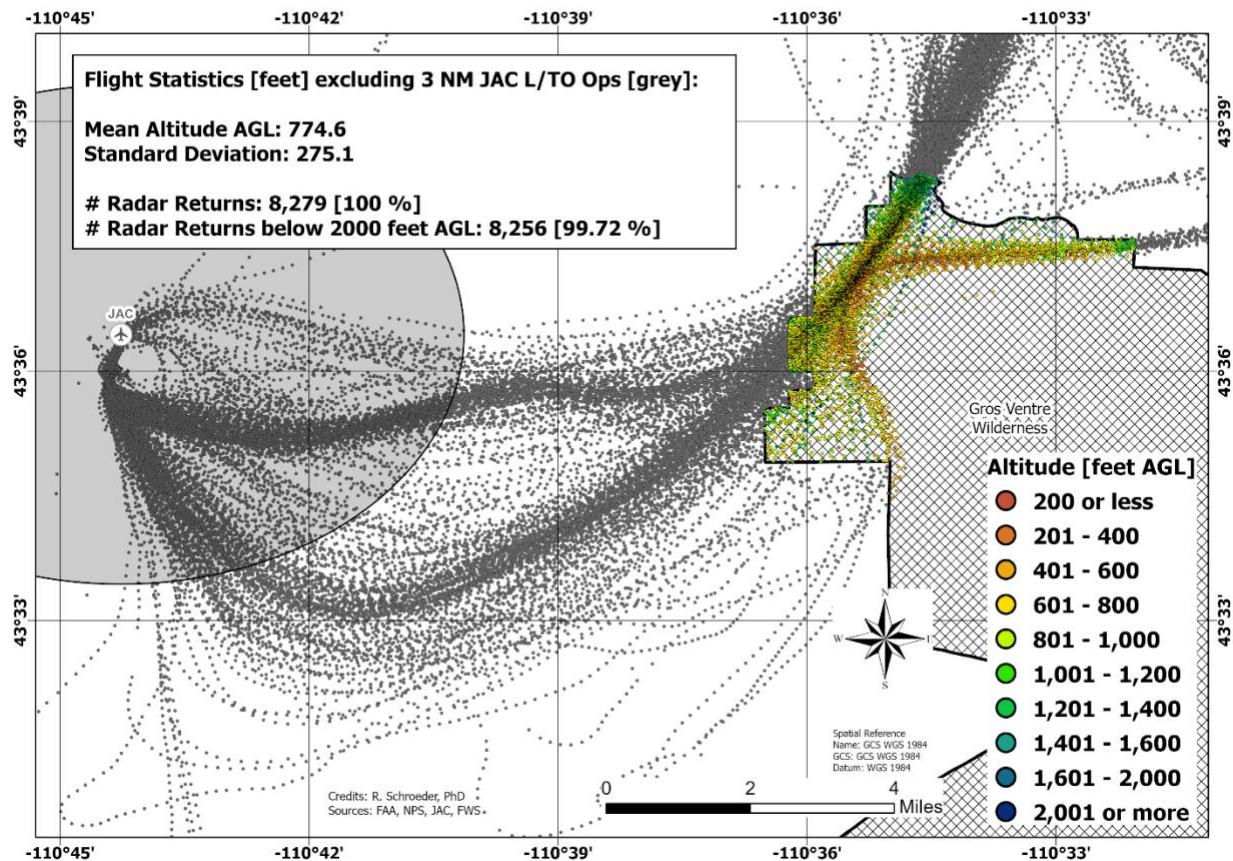 -110°45' -110°42' -110°39' -110°36' -110°33'
Flight Statistics [feet] excluding 3 NM JAC L/TO Ops [grey]:
Mean Altitude AGL: 774.6
Standard Deviation: 275.1
# Radar Returns: 8,279 [100 %]
# Radar Returns below 2000 feet AGL: 8,256 [99.72 %]
43°39' 43°39'
JAC
43°36' 43°36'
Gros Ventre
Wilderness
Altitude [feet AGL]
200 or less
201 - 400
401 - 600
601 - 800
801 - 1,000
1,001 - 1,200
1,201 - 1,400
1,401 - 1,600
1,601 - 2,000
2,001 or more
43°33' 43°33'
N
W E
S
Spatial Reference
Name: GCS WGS 1984
GCS: GCS WGS 1984
Datum: WGS 1984
0 2 4
Miles
Credits: R. Schroeder, PhD
Sources: FAA, NPS, JAC, FWS
-110°45' -110°42' -110°39' -110°36' -110°33'